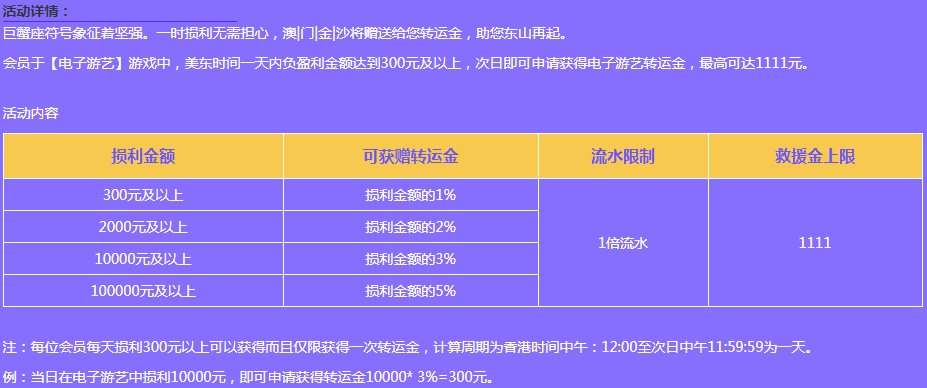 活动详情：
巨蟹座符号象征着坚强。一时损利无需担心，澳|门|金|沙将赠送给您转运金，助您东山再起。
会员于【电子游艺】游戏中，美东时间一天内负盈利金额达到300元及以上，次日即可申请获得电子游艺转运金，最高可达1111元。
活动内容
损利金额 可获赠转运金 流水限制 救援金上限
300元及以上 损利金额的1%
2000元及以上 损利金额的2%
1倍流水 1111
10000元及以上 损利金额的3%
100000元及以上 损利金额的5%
注：每位会员每天损利300元以上可以获得而且仅限获得一次转运金，计算周期为香港时间中午：12:00至次日中午11:59:59为一天。
例：当日在电子游艺中损利10000元，即可申请获得转运金10000* 3%=300元。